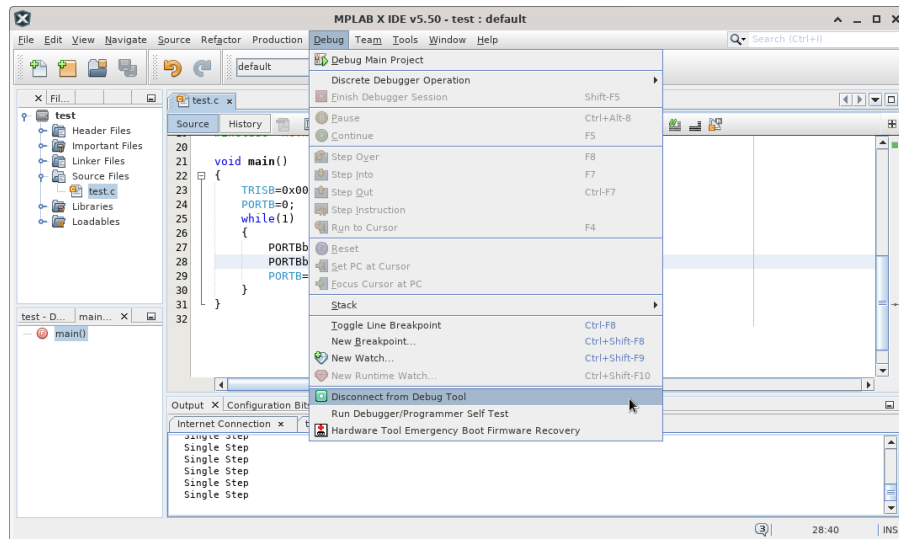 MPLAB X IDE v5.50 - test : default
File Edit View Navigate Source Refactor Production Debug Team Tools Window Help
Search (Ctrl+I)
default
Debug Main Project
Discrete Debugger Operation
Finish Debugger Session Shift-F5
Pause Ctrl+Alt-8
Continue F5
Step Over F8
Step Into F7
Step Out Ctrl-F7
Step Instruction
Run to Cursor F4
Reset
Set PC at Cursor
Focus Cursor at PC
Stack
Toggle Line Breakpoint Ctrl-F8
New Breakpoint... Ctrl+Shift-F8
New Watch... Ctrl+Shift-F9
New Runtime Watch... Ctrl+Shift-F10
Disconnect from Debug Tool
Run Debugger/Programmer Self Test
Hardware Tool Emergency Boot Firmware Recovery
X Fil...
test
Header Files
Important Files
Linker Files
Source Files
test.c
Libraries
Loadables
test - D... main... X
main()
test.c x
Source History
20
21 void main()
22 {
23 TRISB=0x00
24 PORTB=0;
25 while(1)
26 {
27 PORTBb
28 PORTBb
29 PORTB=
30 }
31 }
32
Output X Configuration Bit
Internet Connection x
Single Step
Single Step
Single Step
Single Step
Single Step
Single Step
3 28:40 INS